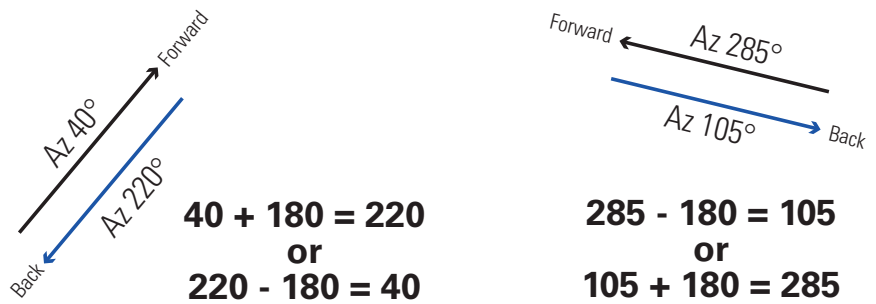 Forward
Az 40°
Az 220°
Back
40 + 180 = 220
or
220 - 180 = 40
Forward
Az 285°
Az 105°
Back
285 - 180 = 105
or
105 + 180 = 285